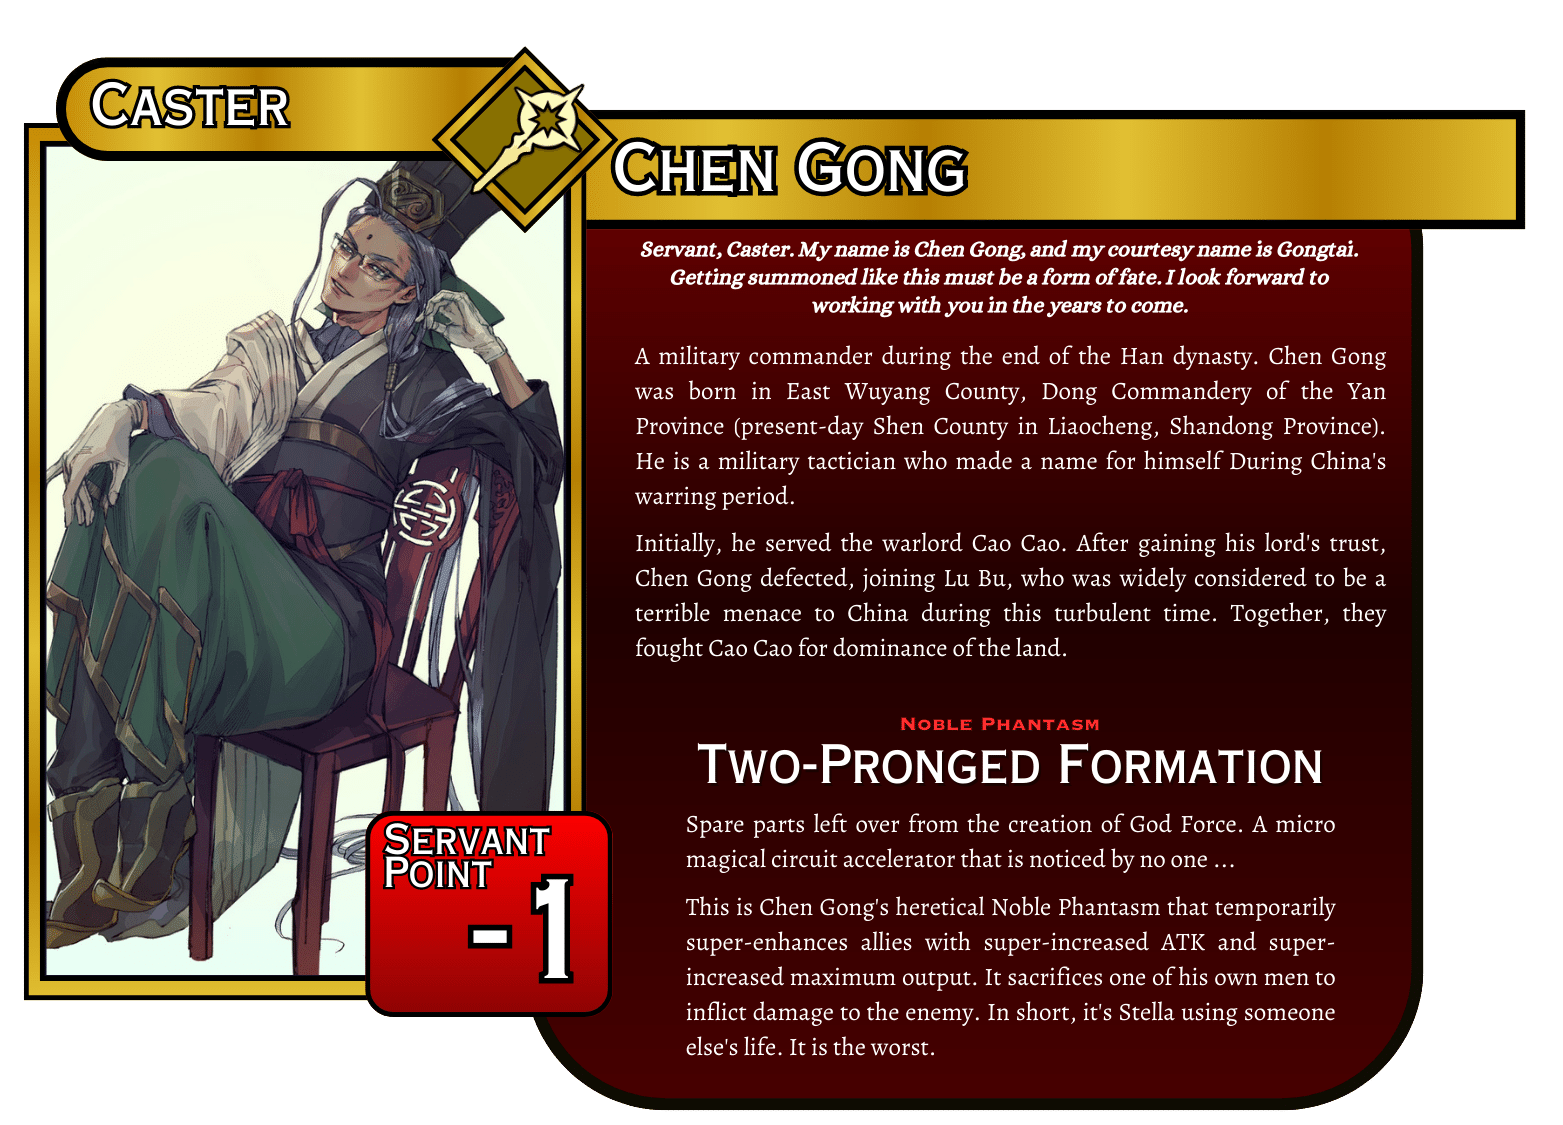 Caster
Chen Gong
Servant, Caster. My name is Chen Gong, and my courtesy name is Gongtai.
Getting summoned like this must be a form of fate. I look forward to
working with you in the years to come.
A military commander during the end of the Han dynasty. Chen Gong
was born in East Wuyang County, Dong Commandery of the Yan
Province (present-day Shen County in Liaocheng, Shandong Province).
He is a military tactician who made a name for himself During China's
warring period.
Initially, he served the warlord Cao Cao. After gaining his lord's trust,
Chen Gong defected, joining Lu Bu, who was widely considered to be a
terrible menace to China during this turbulent time. Together, they
fought Cao Cao for dominance of the land.
Noble Phantasm
Two-Pronged Formation
Spare parts left over from the creation of God Force. A micro
magical circuit accelerator that is noticed by no one ...
This is Chen Gong's heretical Noble Phantasm that temporarily
super-enhances allies with super-increased ATK and super-
increased maximum output. It sacrifices one of his own men to
inflict damage to the enemy. In short, it's Stella using someone
else's life. It is the worst.
Servant
Point
-1